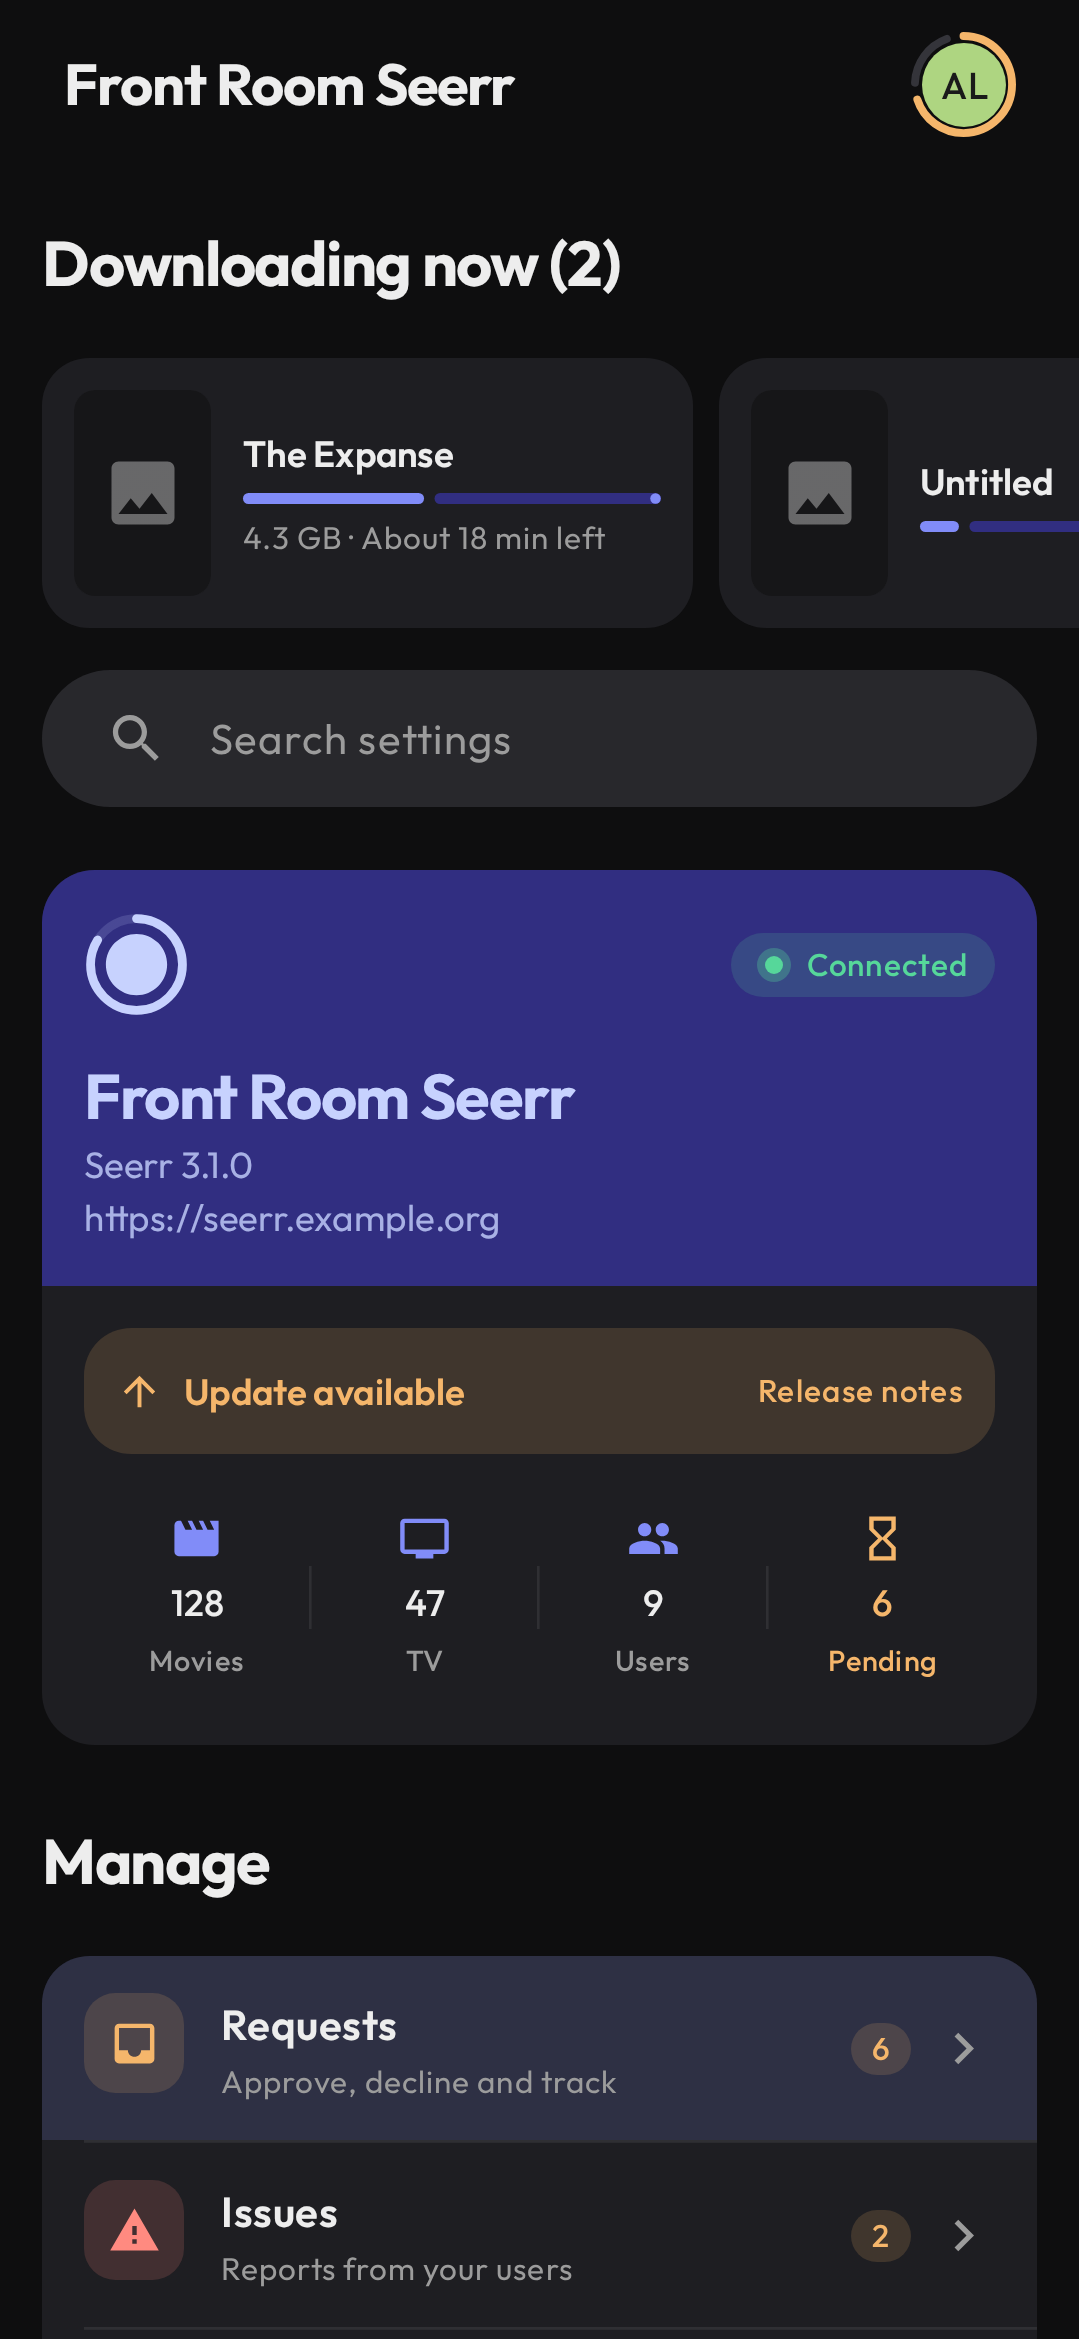 Front Room Seerr
AL
Downloading now (2)
The Expanse
4.3 GB · About 18 min left
Untitled
Search settings
Connected
Front Room Seerr
Seerr 3.1.0
https://seerr.example.org
Update available
Release notes
128
47
9
6
Movies
TV
Users
Pending
Manage
Requests
Approve, decline and track
6
Issues
Reports from your users
2